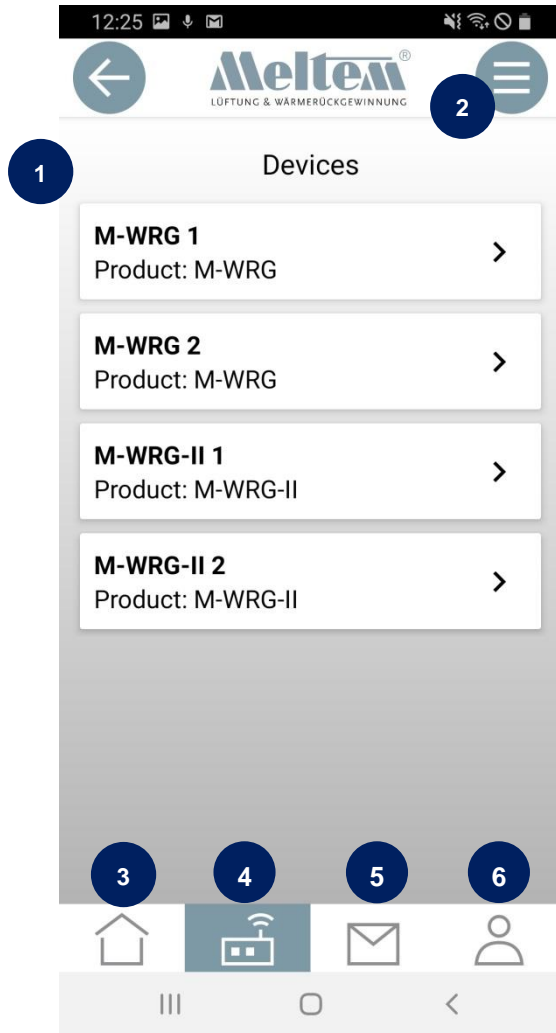 12:25
Meltem®
LÜFTUNG & WÄRMERÜCKGEWINNUNG
2
1
Devices
M-WRG 1
Product: M-WRG
M-WRG 2
Product: M-WRG
M-WRG-II 1
Product: M-WRG-II
M-WRG-II 2
Product: M-WRG-II
3
4
5
6